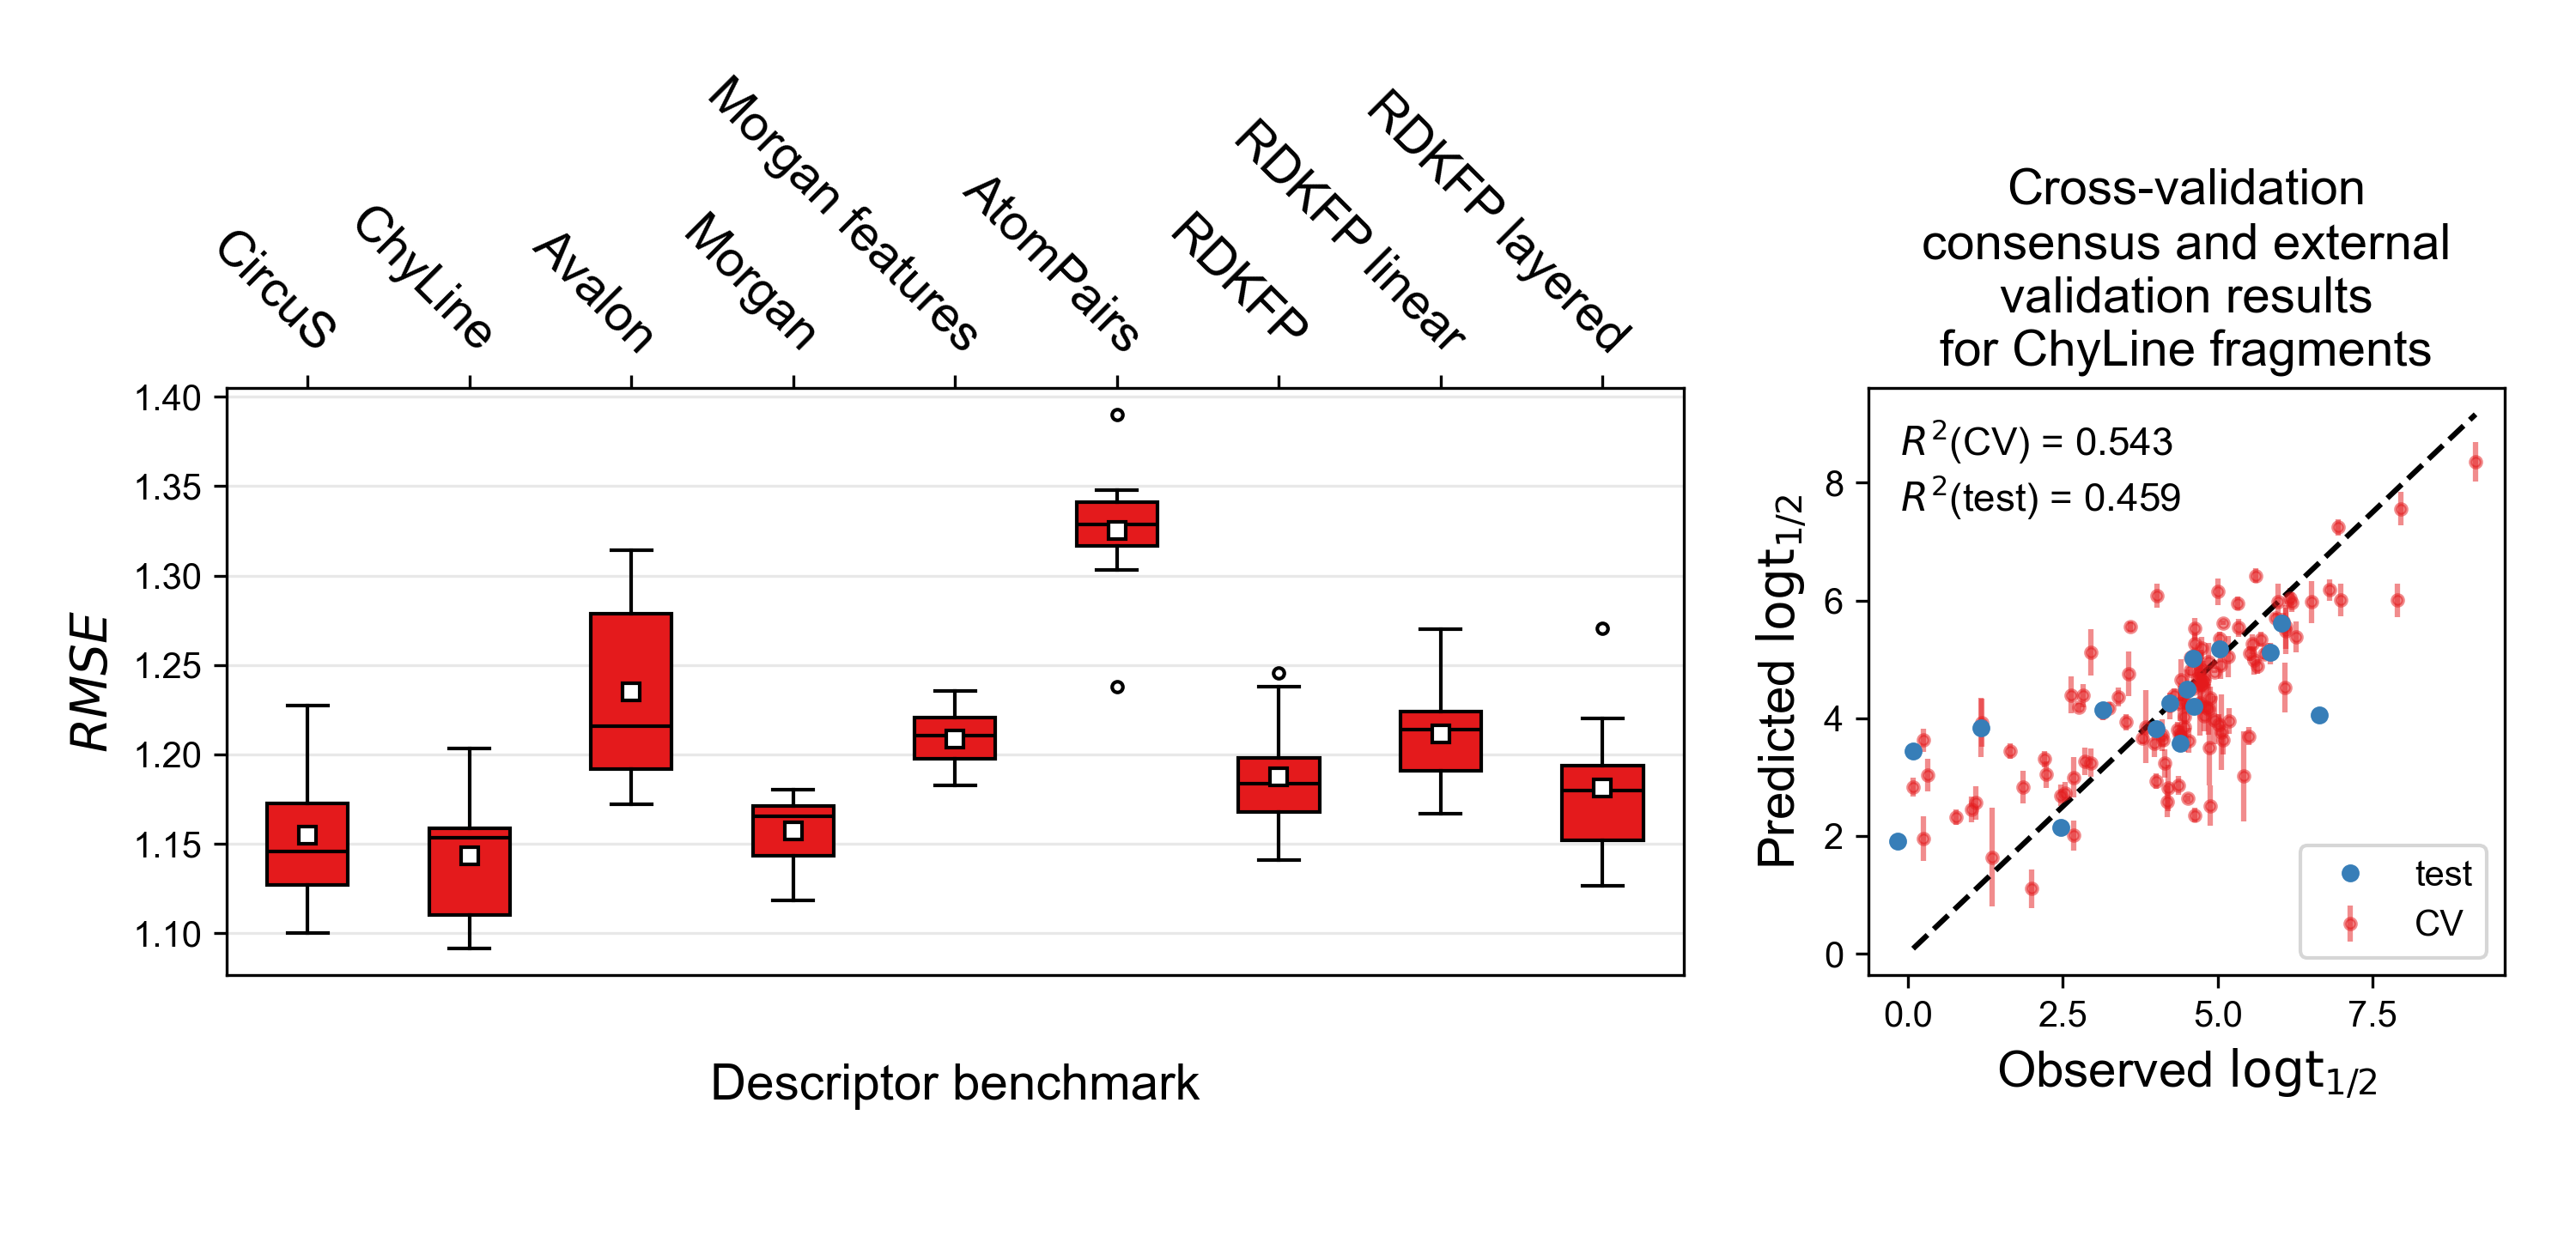 CircuS
ChyLine
Avalon
Morgan
Morgan features
AtomPairs
RDKFP
RDKFP linear
RDKFP layered
1.40
1.35
1.30
1.25
1.20
1.15
1.10
RMSE
Descriptor benchmark
Cross-validation
consensus and external
validation results
for ChyLine fragments
R²(CV) = 0.543
R²(test) = 0.459
8
6
4
2
0
Predicted logt₁/₂
test
CV
0.0
2.5
5.0
7.5
Observed logt₁/₂